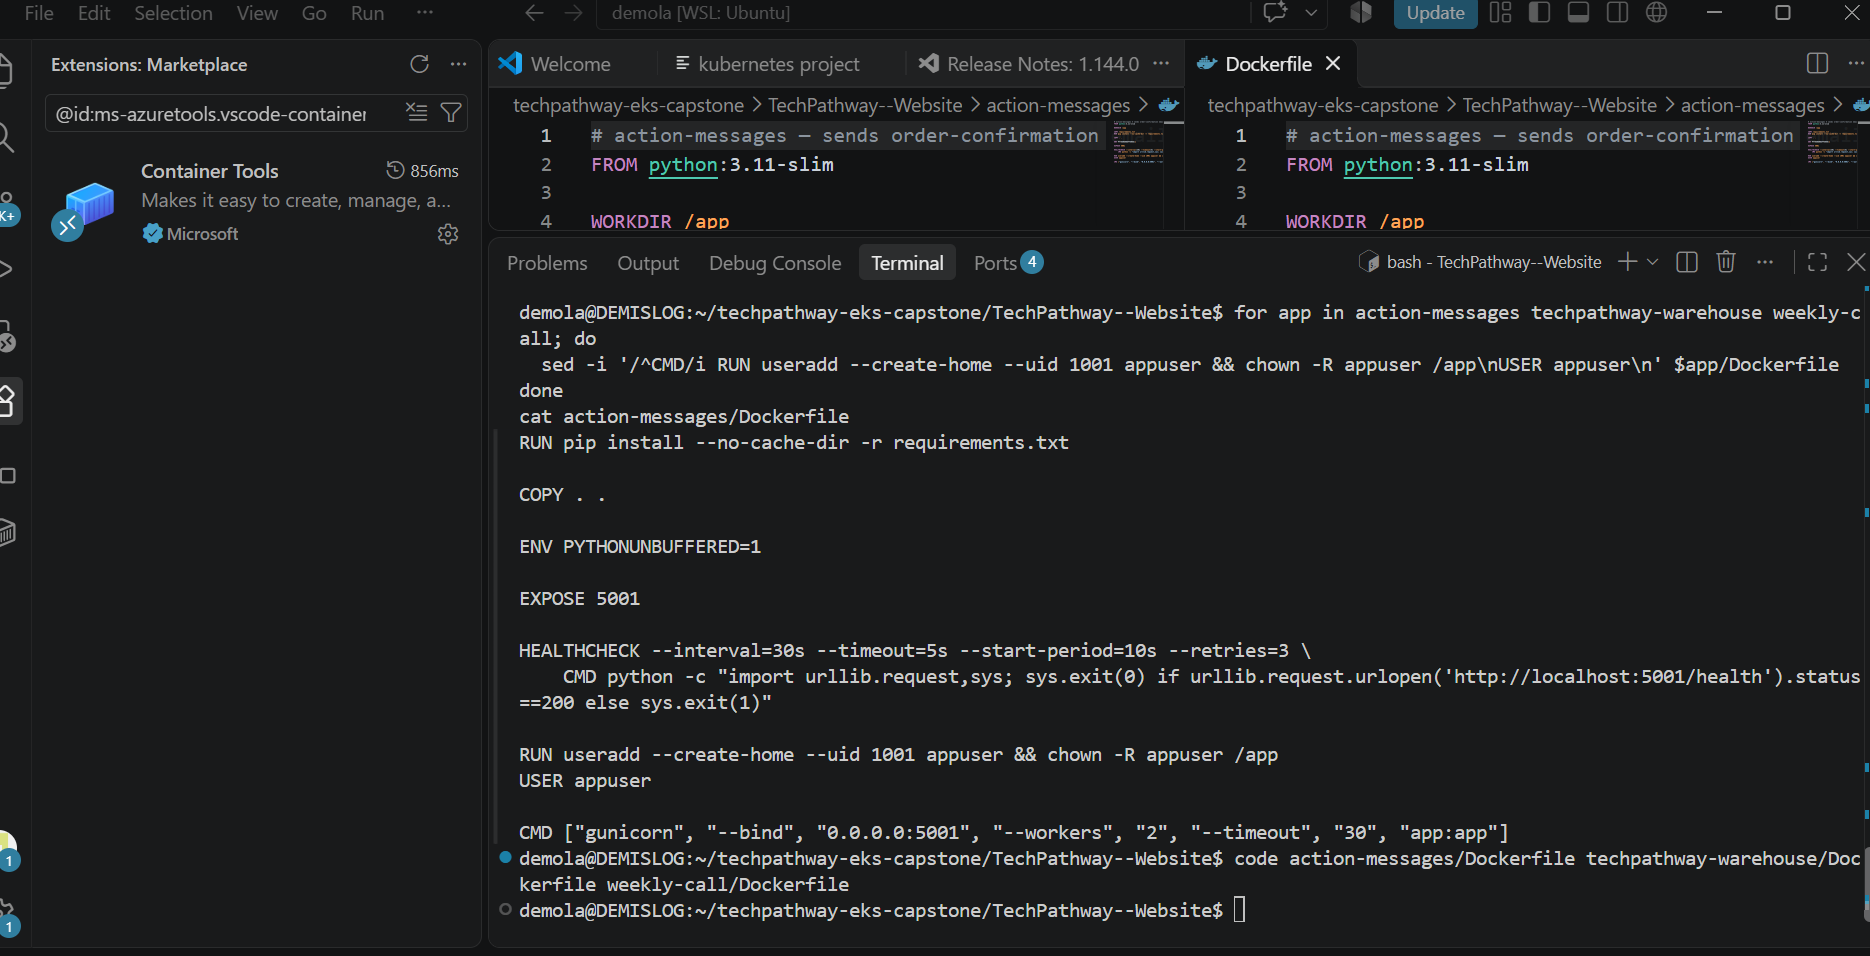 File Edit Selection View Go Run ···
demola [WSL: Ubuntu]
Update
Extensions: Marketplace
@id:ms-azuretools.vscode-container
Container Tools
856ms
Makes it easy to create, manage, a...
Microsoft
K+
1
1
Welcome
kubernetes project
Release Notes: 1.144.0
Dockerfile
techpathway-eks-capstone > TechPathway--Website > action-messages >
1 # action-messages — sends order-confirmation
2 FROM python:3.11-slim
3
4 WORKDIR /app
techpathway-eks-capstone > TechPathway--Website > action-messages >
1 # action-messages — sends order-confirmation
2 FROM python:3.11-slim
3
4 WORKDIR /app
Problems Output Debug Console Terminal Ports 4
bash - TechPathway--Website
demola@DEMISLOG:~/techpathway-eks-capstone/TechPathway--Website$ for app in action-messages techpathway-warehouse weekly-c
all; do
  sed -i '/^CMD/i RUN useradd --create-home --uid 1001 appuser && chown -R appuser /app\nUSER appuser\n' $app/Dockerfile
done
cat action-messages/Dockerfile
RUN pip install --no-cache-dir -r requirements.txt
COPY . .
ENV PYTHONUNBUFFERED=1
EXPOSE 5001
HEALTHCHECK --interval=30s --timeout=5s --start-period=10s --retries=3 \
    CMD python -c "import urllib.request,sys; sys.exit(0) if urllib.request.urlopen('http://localhost:5001/health').status
==200 else sys.exit(1)"
RUN useradd --create-home --uid 1001 appuser && chown -R appuser /app
USER appuser
CMD ["gunicorn", "--bind", "0.0.0.0:5001", "--workers", "2", "--timeout", "30", "app:app"]
demola@DEMISLOG:~/techpathway-eks-capstone/TechPathway--Website$ code action-messages/Dockerfile techpathway-warehouse/Doc
kerfile weekly-call/Dockerfile
demola@DEMISLOG:~/techpathway-eks-capstone/TechPathway--Website$